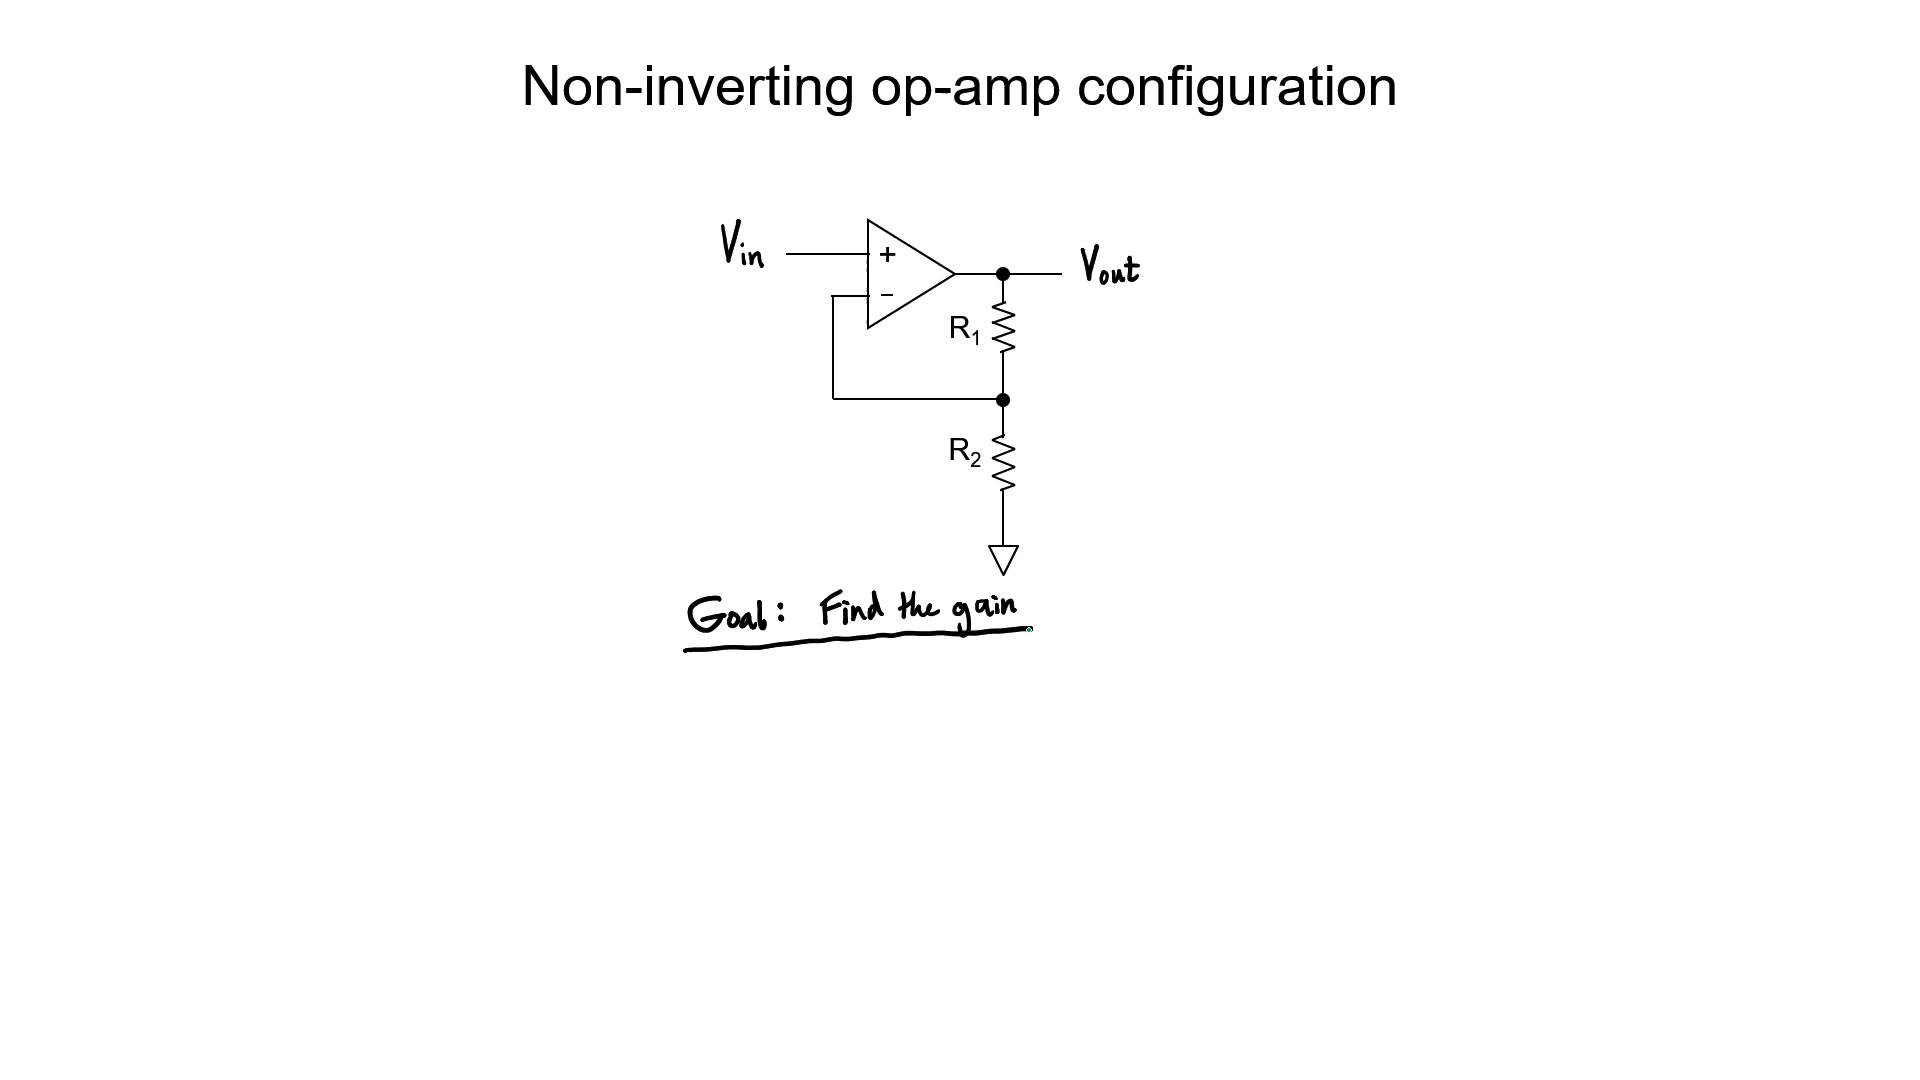 Non-inverting op-amp configuration
Vin
+
Vout
−
R1
R2
Goal: Find the gain